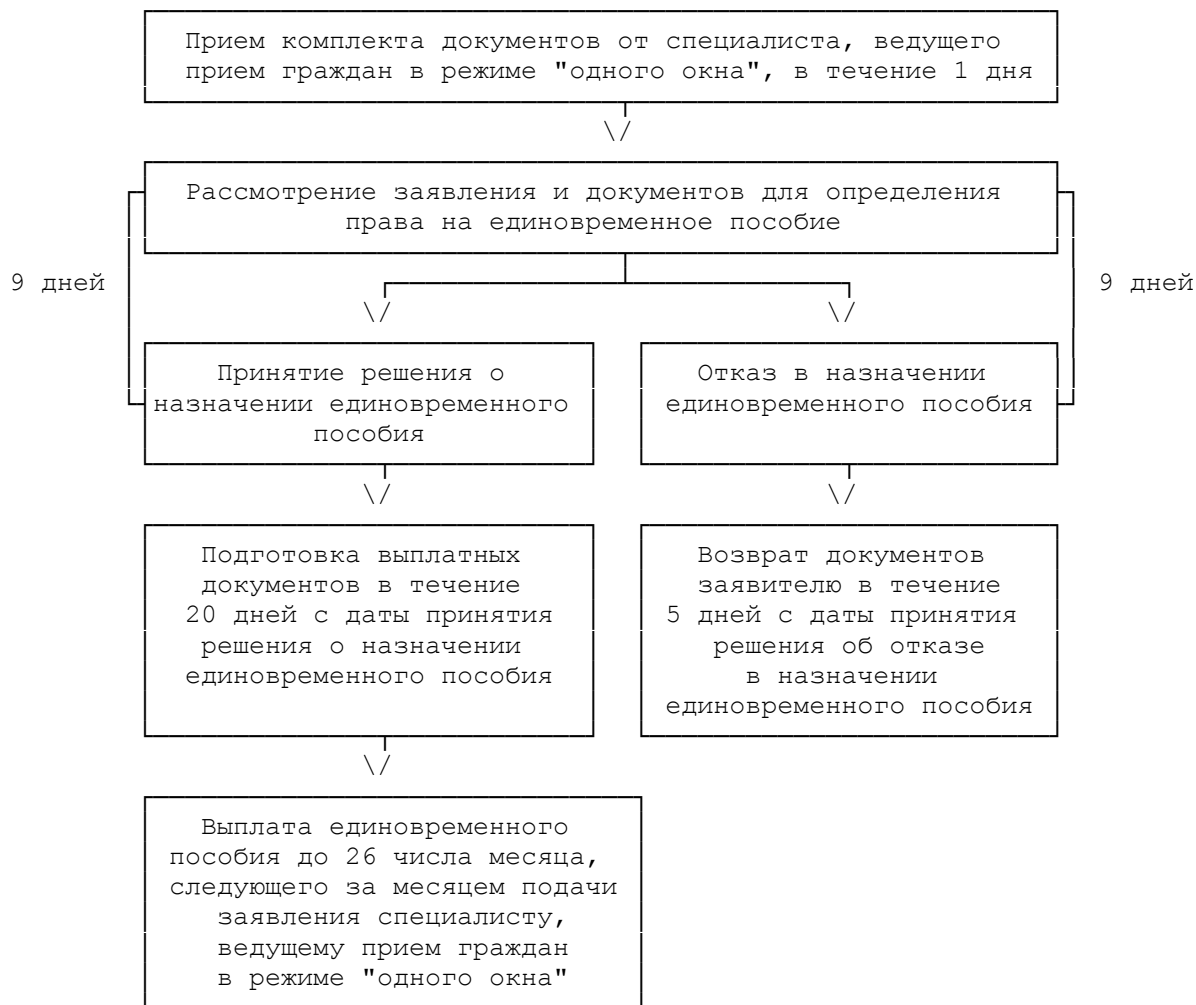 Прием комплекта документов от специалиста, ведущего
прием граждан в режиме "одного окна", в течение 1 дня
\/
Рассмотрение заявления и документов для определения
права на единовременное пособие
9 дней
9 дней
\/
\/
Принятие решения о
назначении единовременного
пособия
Отказ в назначении
единовременного пособия
\/
\/
Подготовка выплатных
документов в течение
20 дней с даты принятия
решения о назначении
единовременного пособия
Возврат документов
заявителю в течение
5 дней с даты принятия
решения об отказе
в назначении
единовременного пособия
\/
Выплата единовременного
пособия до 26 числа месяца,
следующего за месяцем подачи
заявления специалисту,
ведущему прием граждан
в режиме "одного окна"